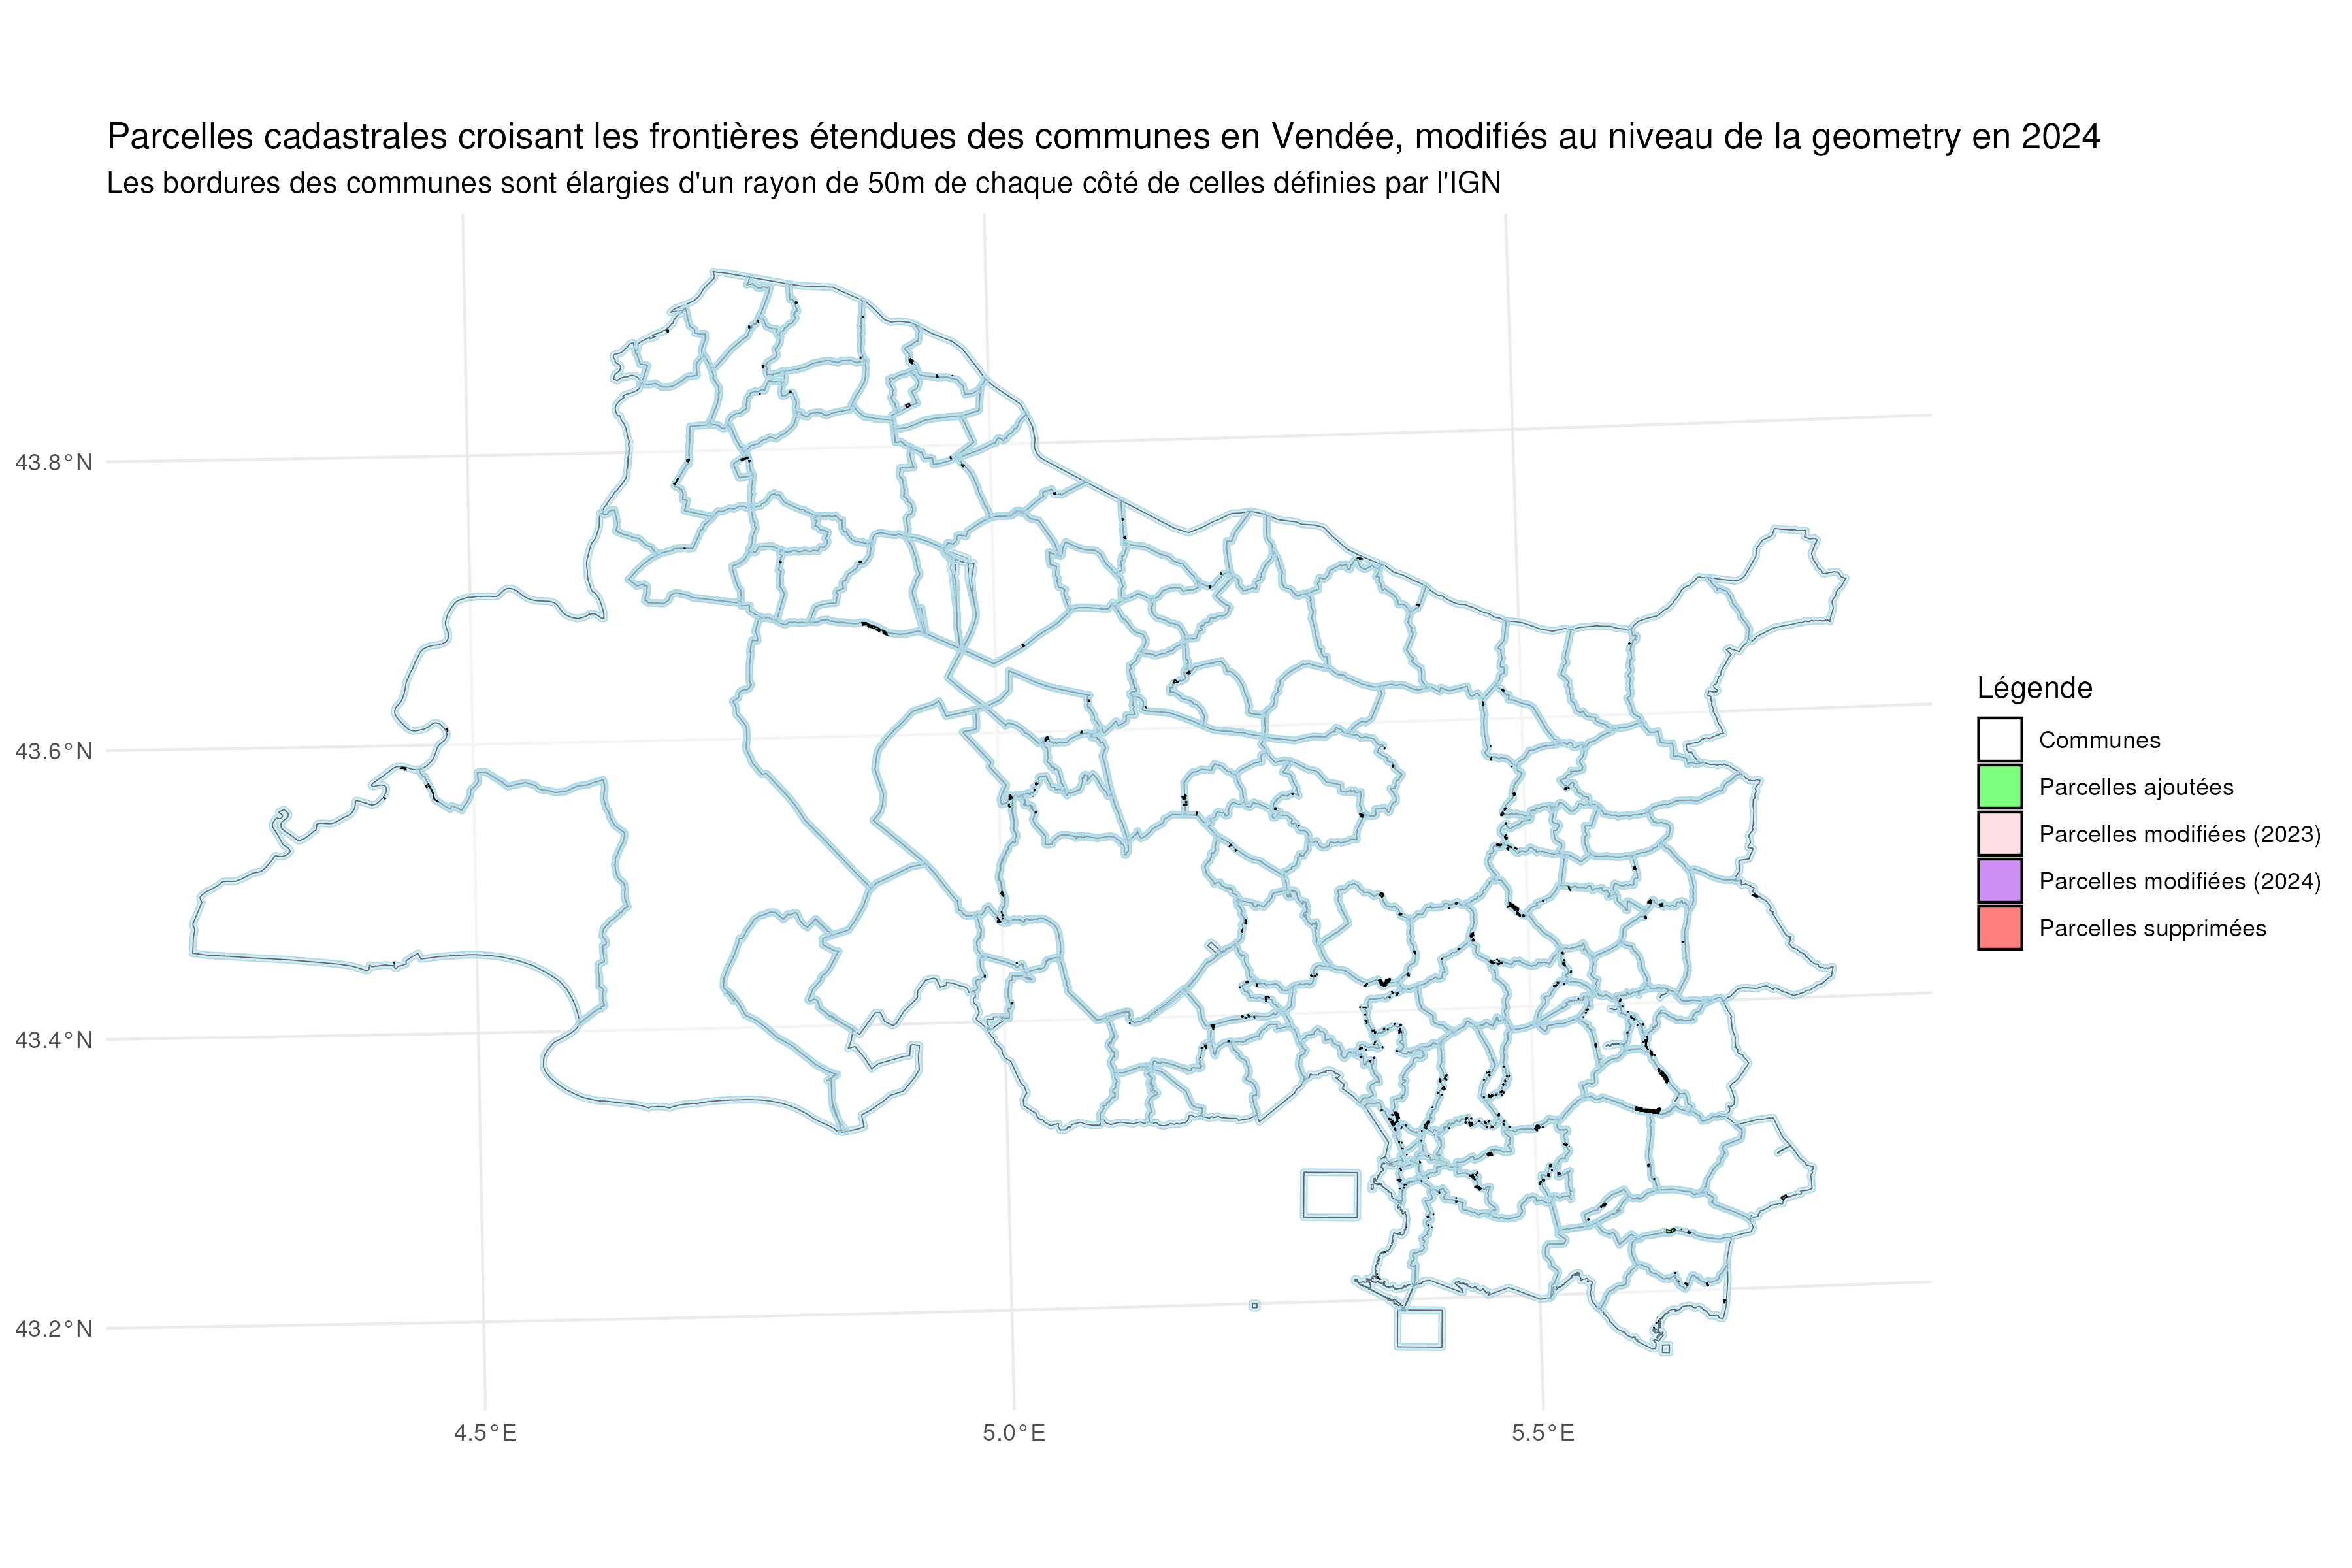 Parcelles cadastrales croisant les frontières étendues des communes en Vendée, modifiés au niveau de la geometry en 2024
Les bordures des communes sont élargies d'un rayon de 50m de chaque côté de celles définies par l'IGN
43.8°N
43.6°N
43.4°N
43.2°N
4.5°E
5.0°E
5.5°E
Légende
Communes
Parcelles ajoutées
Parcelles modifiées (2023)
Parcelles modifiées (2024)
Parcelles supprimées